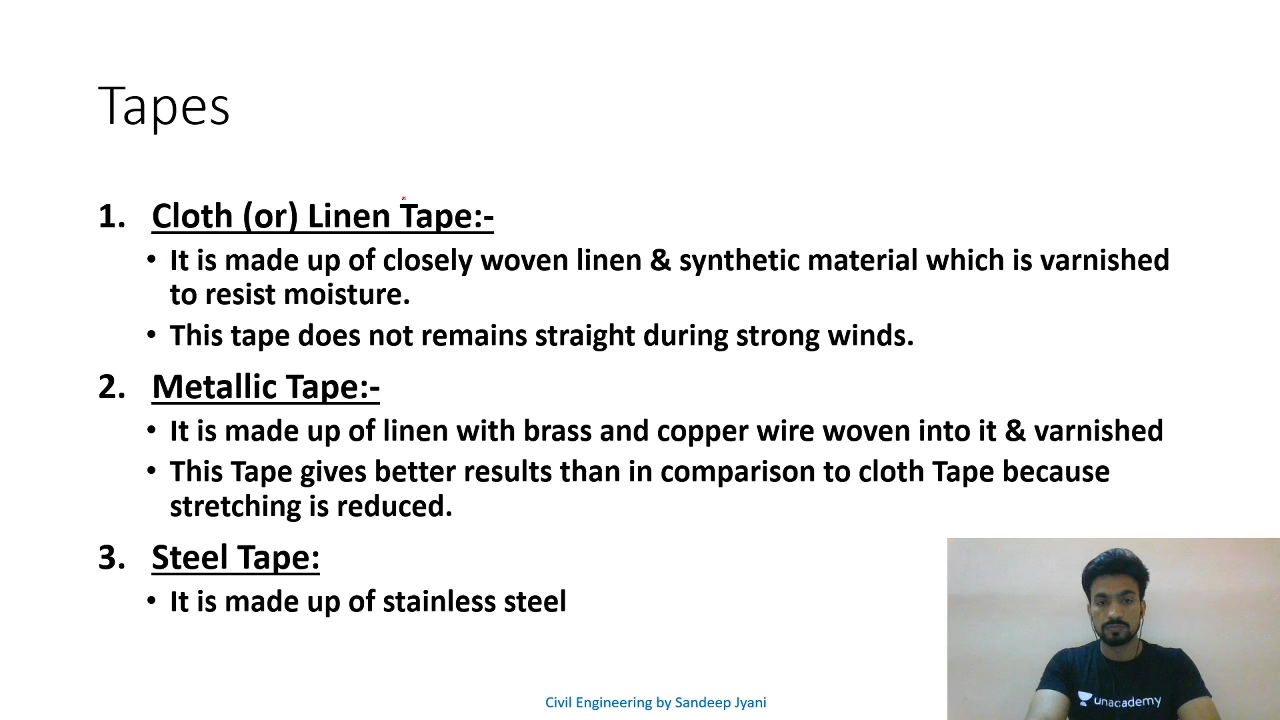 Tapes
1. Cloth (or) Linen Tape:-
• It is made up of closely woven linen & synthetic material which is varnished
to resist moisture.
• This tape does not remains straight during strong winds.
2. Metallic Tape:-
• It is made up of linen with brass and copper wire woven into it & varnished
• This Tape gives better results than in comparison to cloth Tape because
stretching is reduced.
3. Steel Tape:
• It is made up of stainless steel
unacademy
Civil Engineering by Sandeep Jyani